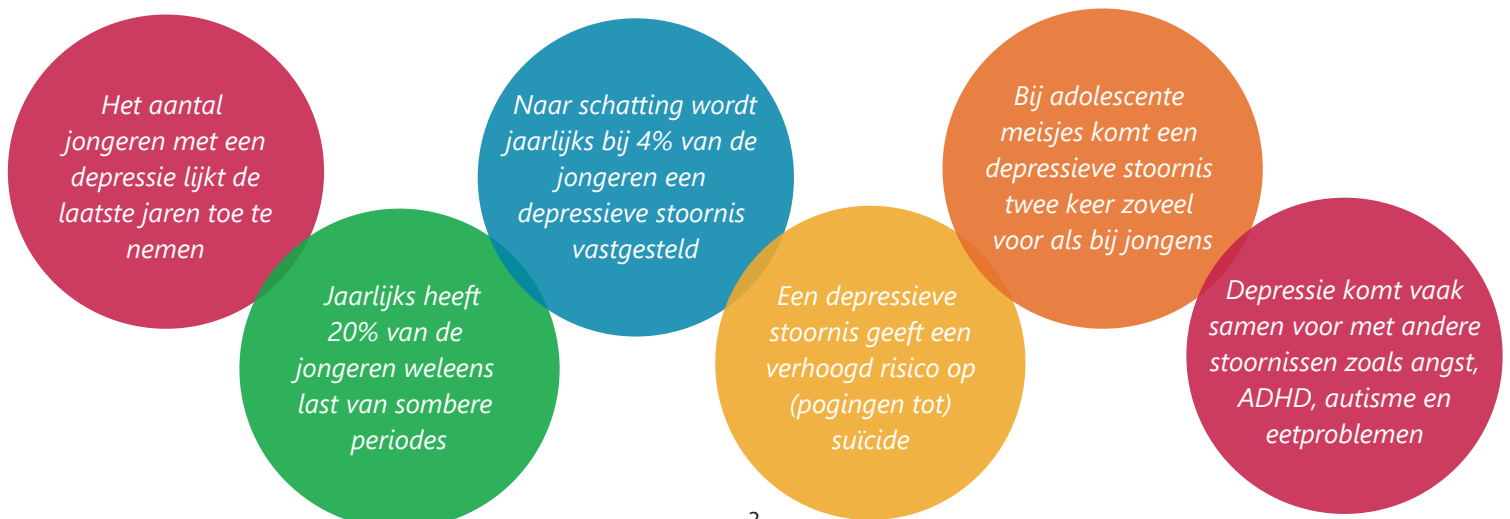 Het aantal
jongeren met een
depressie lijkt de
laatste jaren toe te
nemen
Jaarlijks heeft
20% van de
jongeren weleens
last van sombere
periodes
Naar schatting wordt
jaarlijks bij 4% van de
jongeren een
depressieve stoornis
vastgesteld
Een depressieve
stoornis geeft een
verhoogd risico op
(pogingen tot)
suïcide
Bij adolescente
meisjes komt een
depressieve stoornis
twee keer zoveel
voor als bij jongens
Depressie komt vaak
samen voor met andere
stoornissen zoals angst,
ADHD, autisme en
eetproblemen